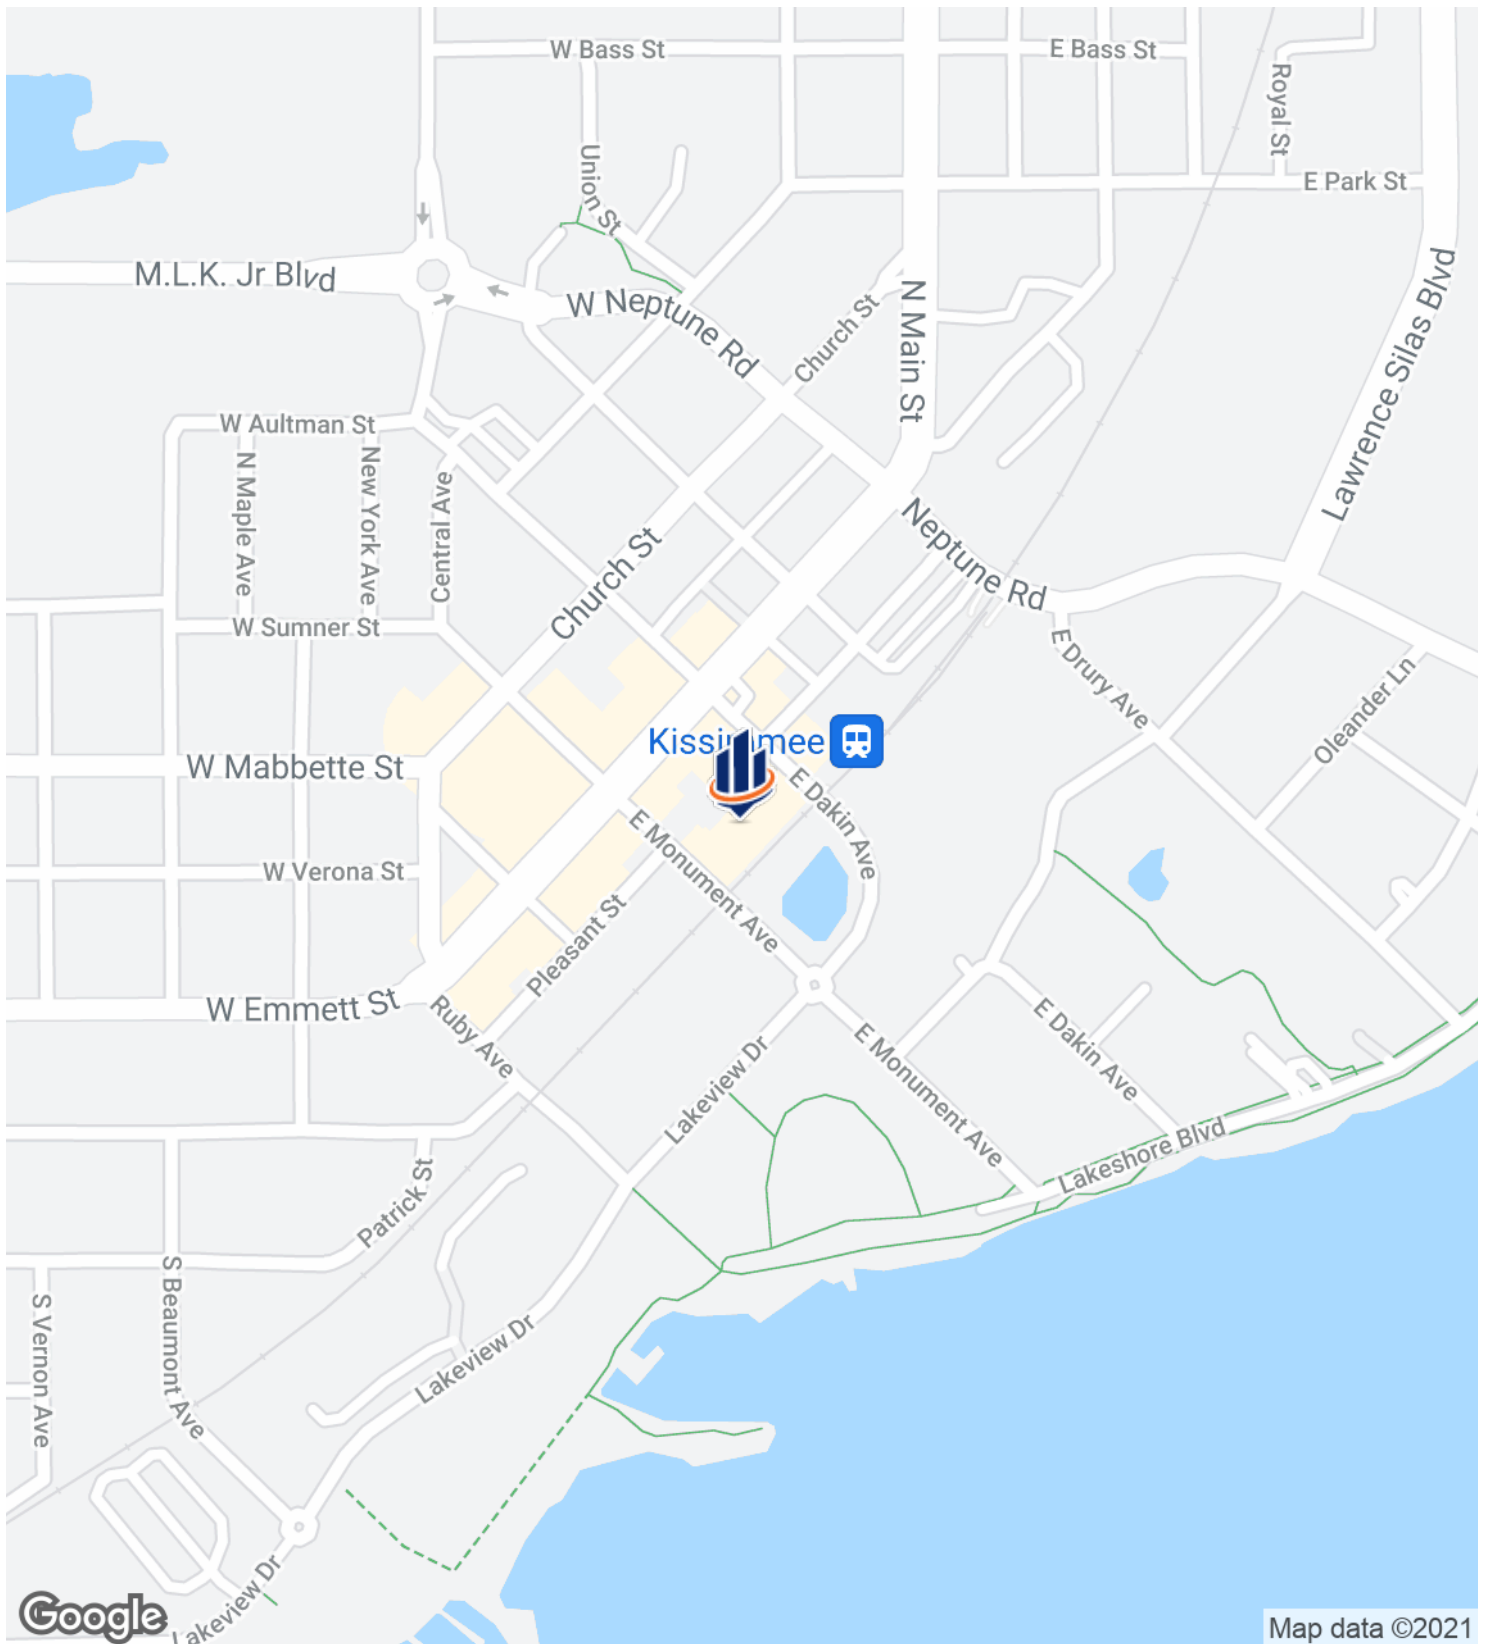 W Bass St
E Bass St
Royal St
Union St
E Park St
M.L.K. Jr Blvd
W Neptune Rd
Church St
N Main St
Lawrence Silas Blvd
W Aultman St
N Maple Ave
New York Ave
Central Ave
Neptune Rd
Church St
W Sumner St
E Drury Ave
Oleander Ln
Kissimmee
W Mabbette St
E Dakin Ave
E Monument Ave
W Verona St
Pleasant St
W Emmett St
Ruby Ave
E Dakin Ave
Lakeview Dr
E Monument Ave
Lakeshore Blvd
Patrick St
S Beaumont Ave
S Vernon Ave
Lakeview Dr
Lakeview Dr
Google
Map data ©2021